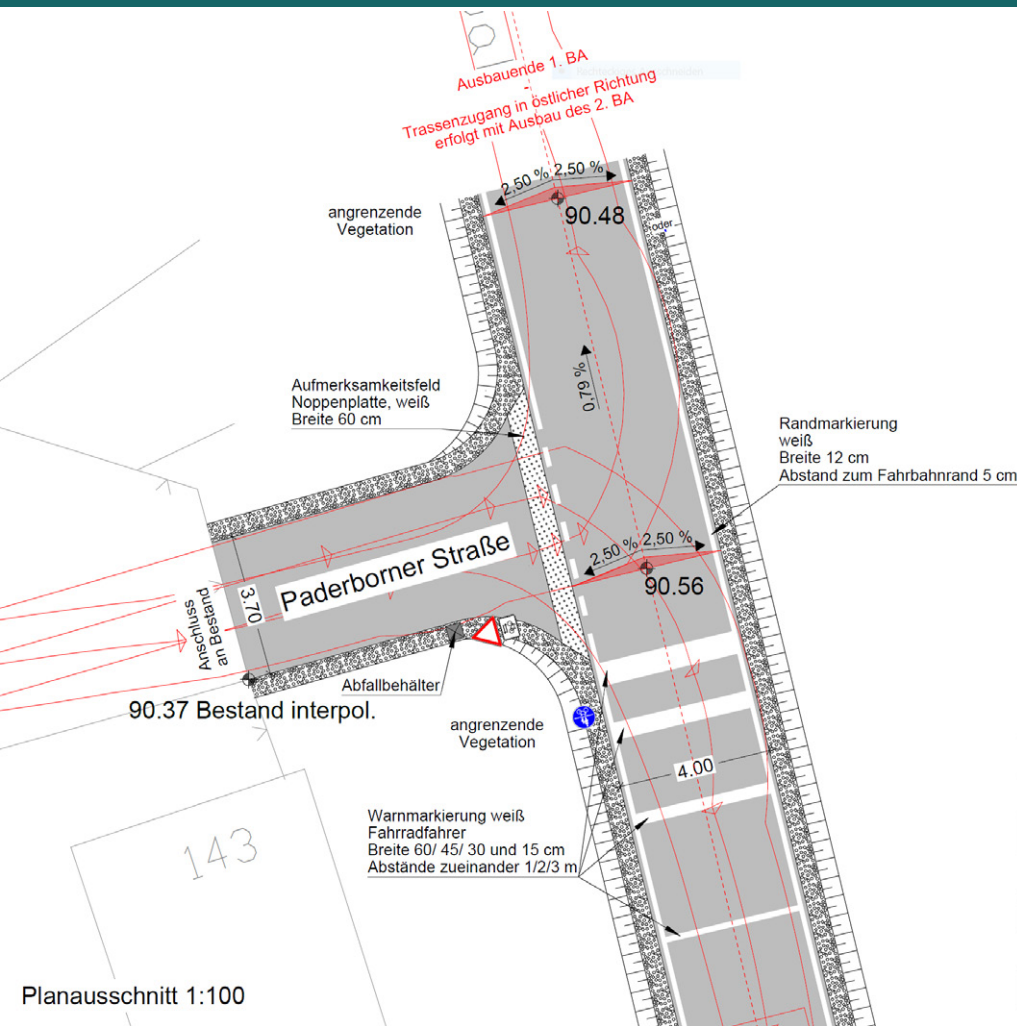 Ausbauende 1. BA
-
Trassenzugang in östlicher Richtung
erfolgt mit Ausbau des 2. BA
2,50 % 2,50 %
90.48
angrenzende
Vegetation
oder
0,79 %
Aufmerksamkeitsfeld
Noppenplatte, weiß
Breite 60 cm
Randmarkierung
weiß
Breite 12 cm
Abstand zum Fahrbahnrand 5 cm
2,50 % 2,50 %
90.56
Paderborner Straße
3.70
Anschluss
an Bestand
Abfallbehälter
90.37 Bestand interpol.
angrenzende
Vegetation
4.00
Warnmarkierung weiß
Fahrradfahrer
Breite 60/ 45/ 30 und 15 cm
Abstände zueinander 1/2/3 m
143
Planausschnitt 1:100